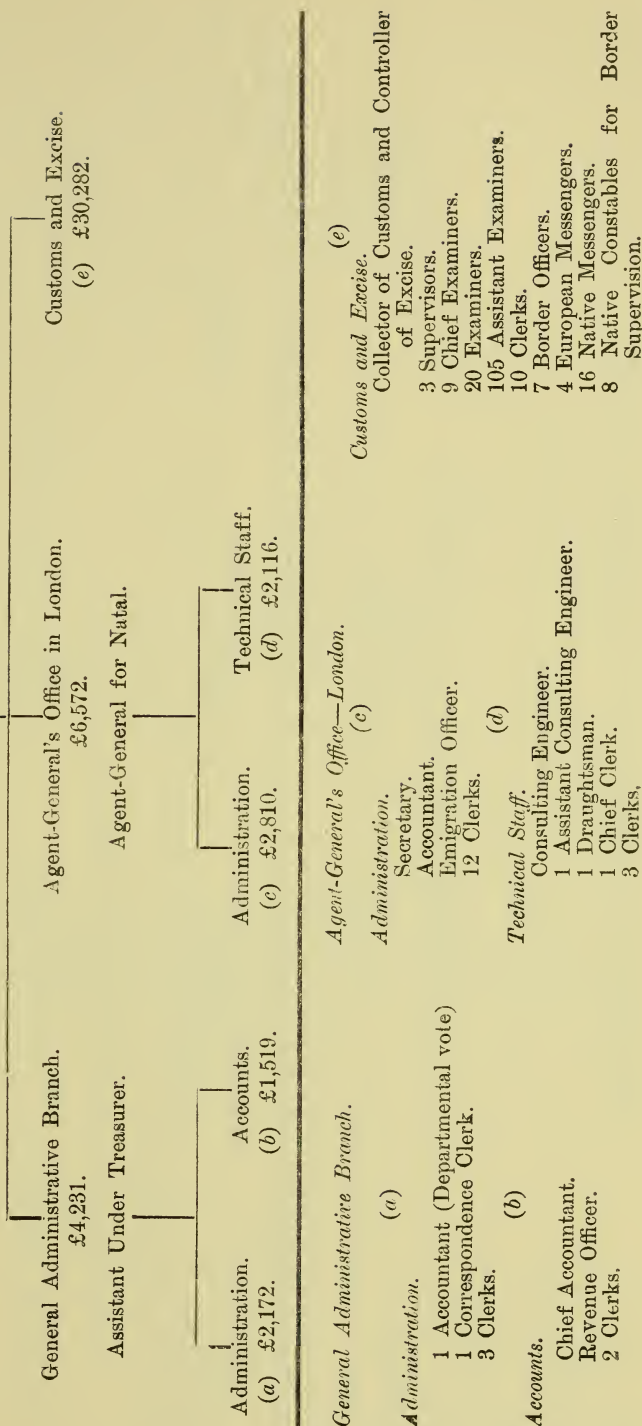 General Administrative Branch.
£4,231.
Assistant Under Treasurer.
Administration.
(a) £2,172.
Accounts.
(b) £1,519.
Agent-General's Office in London.
£6,572.
Agent-General for Natal.
Administration.
(c) £2,810.
Technical Staff.
(d) £2,116.
Customs and Excise.
(e) £30,282.
General Administrative Branch.
Administration. (a)
1 Accountant (Departmental vote)
1 Correspondence Clerk.
3 Clerks.
Accounts. (b)
Chief Accountant.
Revenue Officer.
2 Clerks.
Agent-General's Office—London.
Administration. (c)
Secretary.
Accountant.
Emigration Officer.
12 Clerks.
Technical Staff. (d)
Consulting Engineer.
1 Assistant Consulting Engineer.
1 Draughtsman.
1 Chief Clerk.
3 Clerks,
Customs and Excise. (e)
Collector of Customs and Controller
of Excise.
3 Supervisors.
9 Chief Examiners.
20 Examiners.
105 Assistant Examiners.
10 Clerks.
7 Border Officers.
4 European Messengers.
16 Native Messengers.
8 Native Constables for Border
Supervision.